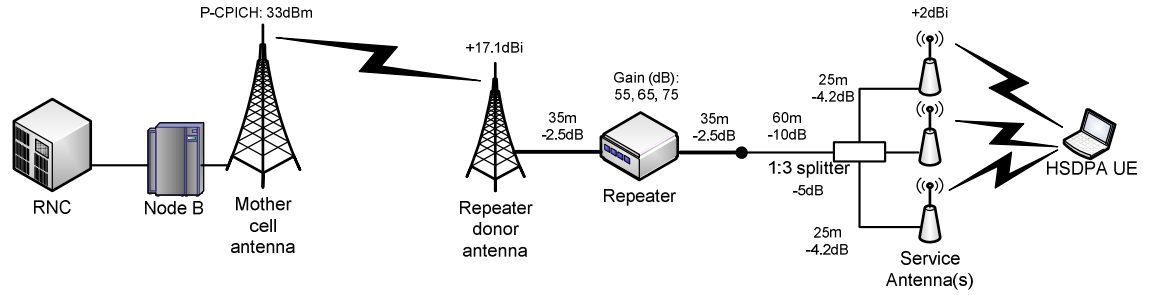 P-CPICH: 33dBm
+17.1dBi
+2dBi
Gain (dB):
55, 65, 75
35m
-2.5dB
35m
-2.5dB
60m
-10dB
25m
-4.2dB
1:3 splitter
-5dB
25m
-4.2dB
RNC
Node B
Mother
cell
antenna
Repeater
donor
antenna
Repeater
Service
Antenna(s)
HSDPA UE